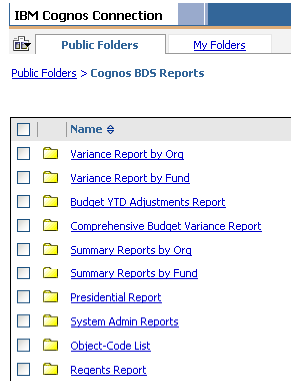 IBM Cognos Connection
Public Folders My Folders
Public Folders > Cognos BDS Reports
Name
Variance Report by Org
Variance Report by Fund
Budget YTD Adjustments Report
Comprehensive Budget Variance Report
Summary Reports by Org
Summary Reports by Fund
Presidential Report
System Admin Reports
Object-Code List
Regents Report